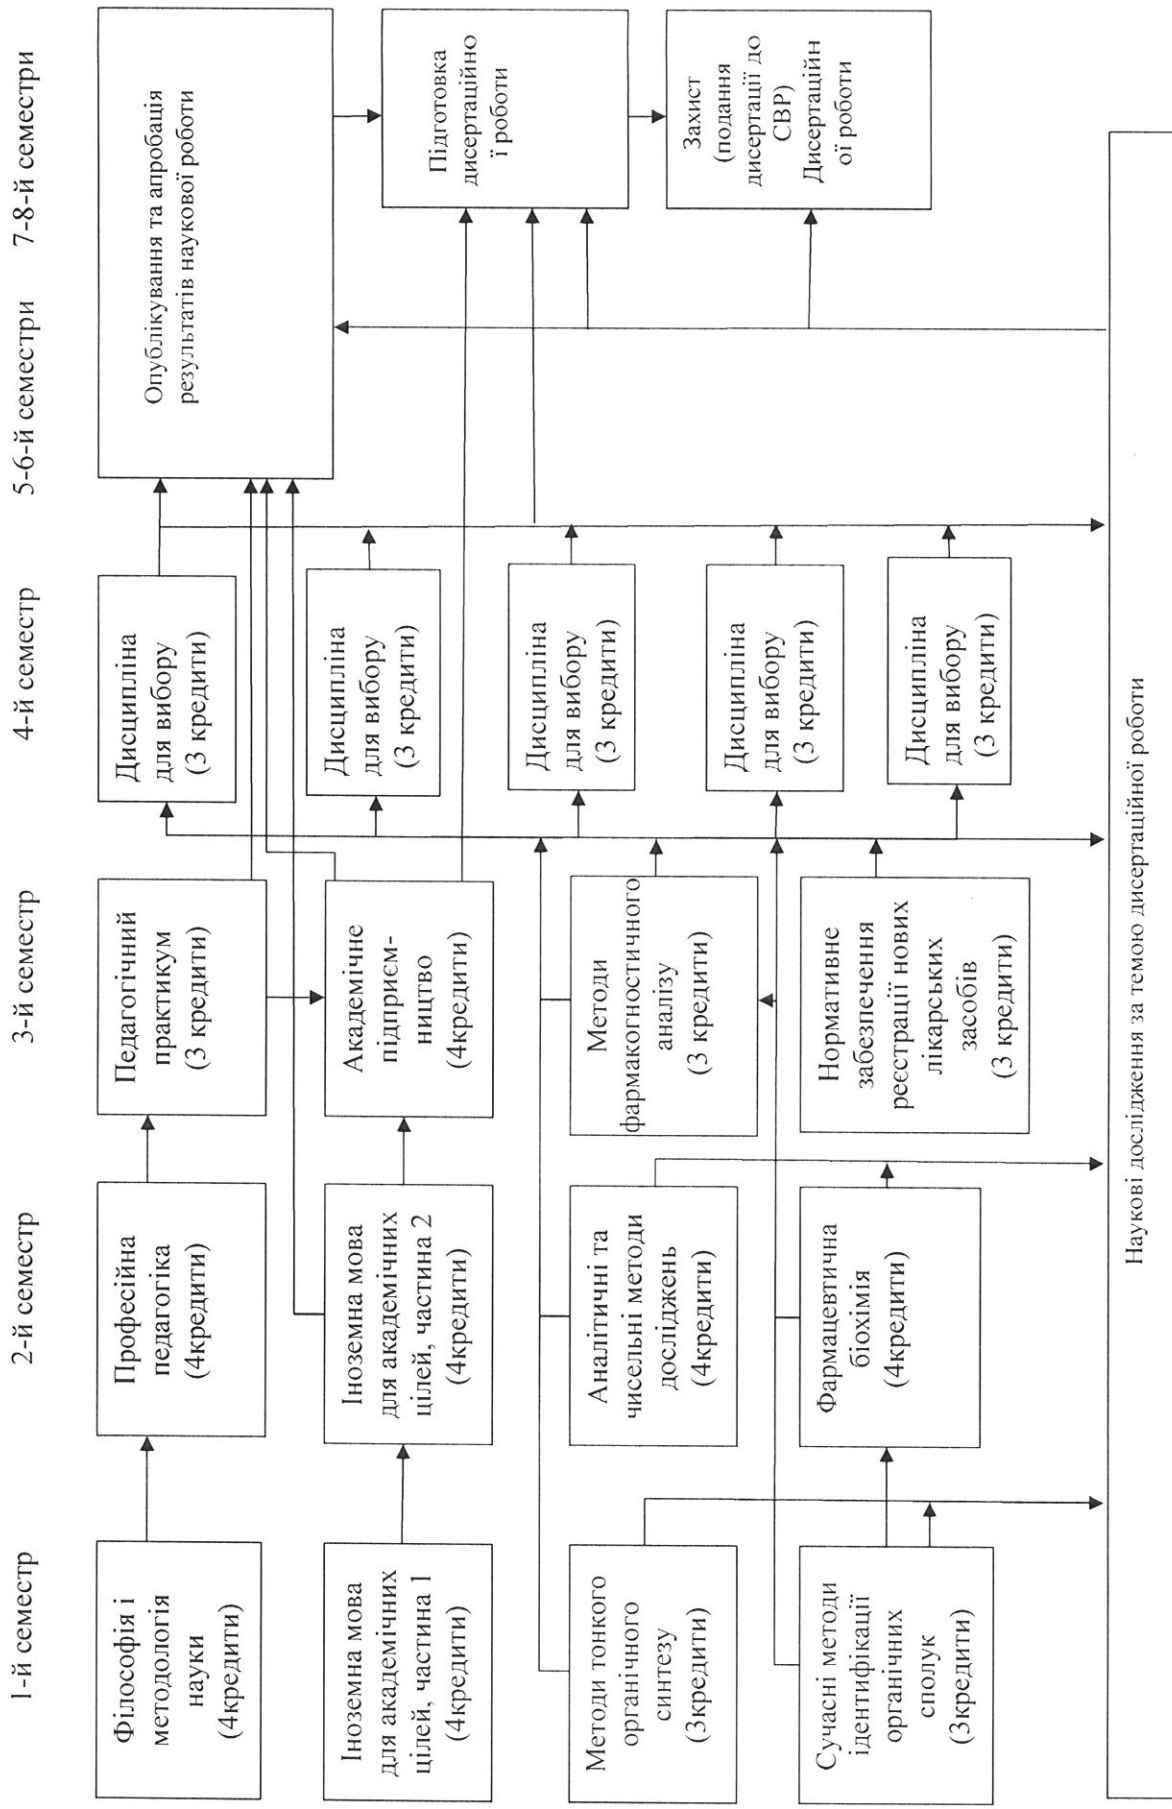 1-й семестр
2-й семестр
3-й семестр
4-й семестр
5-6-й семестри
7-8-й семестри
Філософія і
методологія
науки
(4кредити)
Іноземна мова
для академічних
цілей, частина 1
(4кредити)
Методи тонкого
органічного
синтезу
(3кредити)
Сучасні методи
ідентифікації
органічних
сполук
(3кредити)
Професійна
педагогіка
(4кредити)
Іноземна мова
для академічних
цілей, частина 2
(4кредити)
Аналітичні та
чисельні методи
досліджень
(4кредити)
Фармацевтична
біохімія
(4кредити)
Педагогічний
практикум
(3 кредити)
Академічне
підприєм-
ництво
(4кредити)
Методи
фармакогностичного
аналізу
(3 кредити)
Нормативне
забезпечення
реєстрації нових
лікарських
засобів
(3 кредити)
Дисципліна
для вибору
(3 кредити)
Дисципліна
для вибору
(3 кредити)
Дисципліна
для вибору
(3 кредити)
Дисципліна
для вибору
(3 кредити)
Дисципліна
для вибору
(3 кредити)
Опублікування та апробація
результатів наукової роботи
Підготовка
дисертаційно
ї роботи
Захист
(подання
дисертації до
СВР)
Дисертаційн
ої роботи
Наукові дослідження за темою дисертаційної роботи